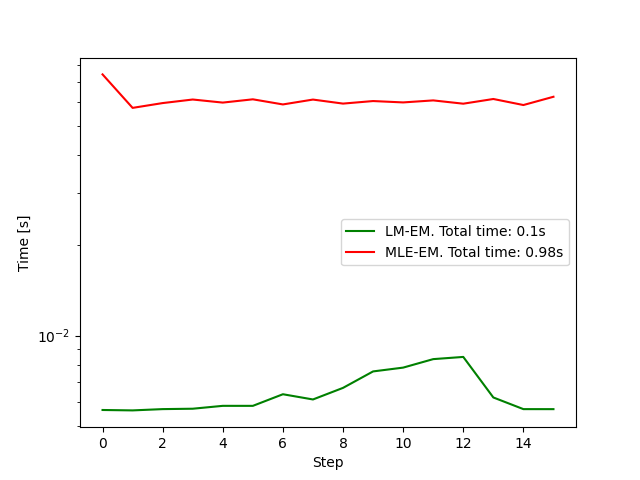 Time [s]
10⁻²
LM-EM. Total time: 0.1s
MLE-EM. Total time: 0.98s
0 2 4 6 8 10 12 14
Step